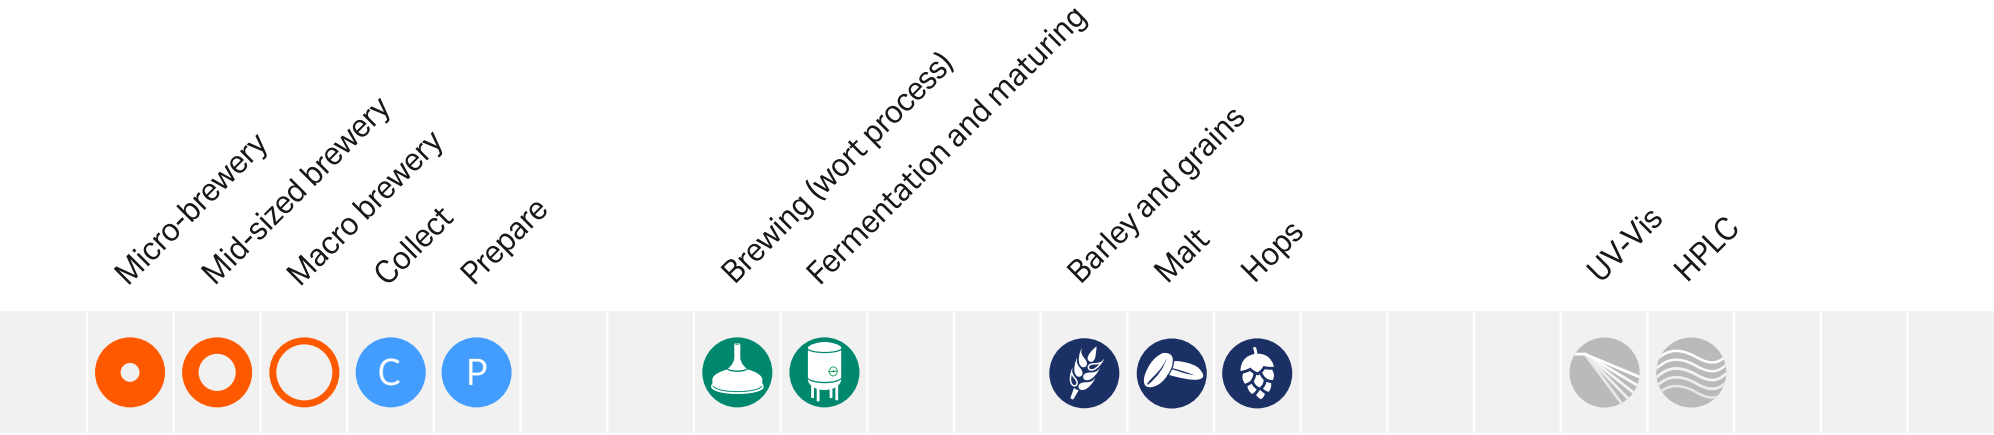 Micro-brewery
Mid-sized brewery
Macro brewery
Collect
Prepare
Brewing (wort process)
Fermentation and maturing
Barley and grains
Malt
Hops
UV-Vis
HPLC
C
P